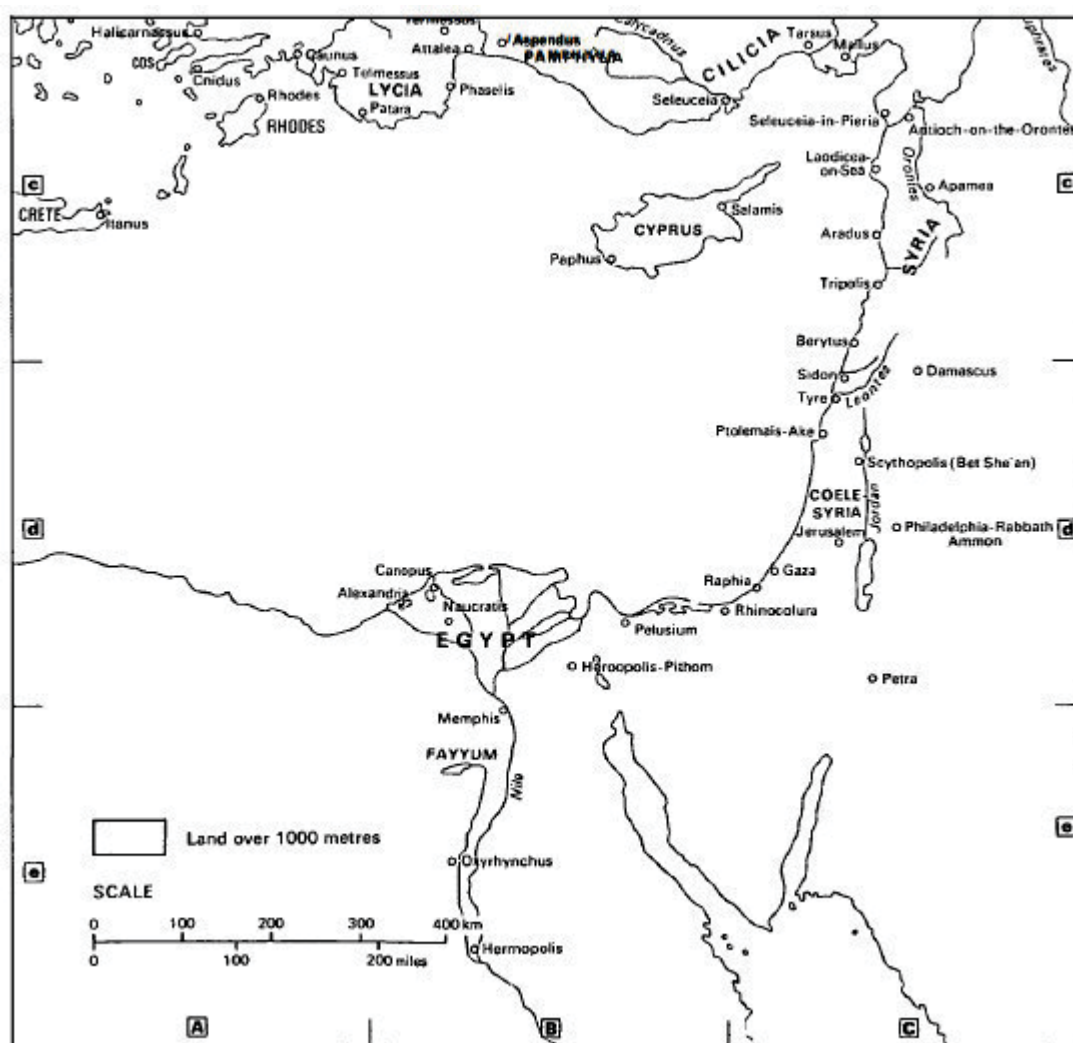 Halicarnassus
COS
Cnidus
Caunus
Telmessus
LYCIA
Patara
Rhodes
RHODES
Termessus
Attalea
Aspendus
PAMPHYLIA
Phaselis
Calycadnus
CILICIA
Tarsus
Mallus
Seleuceia
Seleuceia-in-Pieria
Antioch-on-the-Orontes
Laodicea-
on-Sea
Orontes
Apamea
c
c
CRETE
Itanus
CYPRUS
Salamis
Paphus
Aradus
SYRIA
Tripolis
Berytus
Sidon
Damascus
Tyre
Leontes
Ptolemais-Ake
Scythopolis (Bet She'an)
COELE-
SYRIA
Jordan
Jerusalem
Philadelphia-Rabbath
Ammon
d
d
Canopus
Alexandria
Naucratis
EGYPT
Gaza
Raphia
Rhinocolura
Pelusium
Heroopolis-Pithom
Petra
Memphis
FAYYUM
Nile
Land over 1000 metres
e
e
Oxyrhynchus
SCALE
0 100 200 300 400 km
0 100 200 miles
Hermopolis
A
B
C